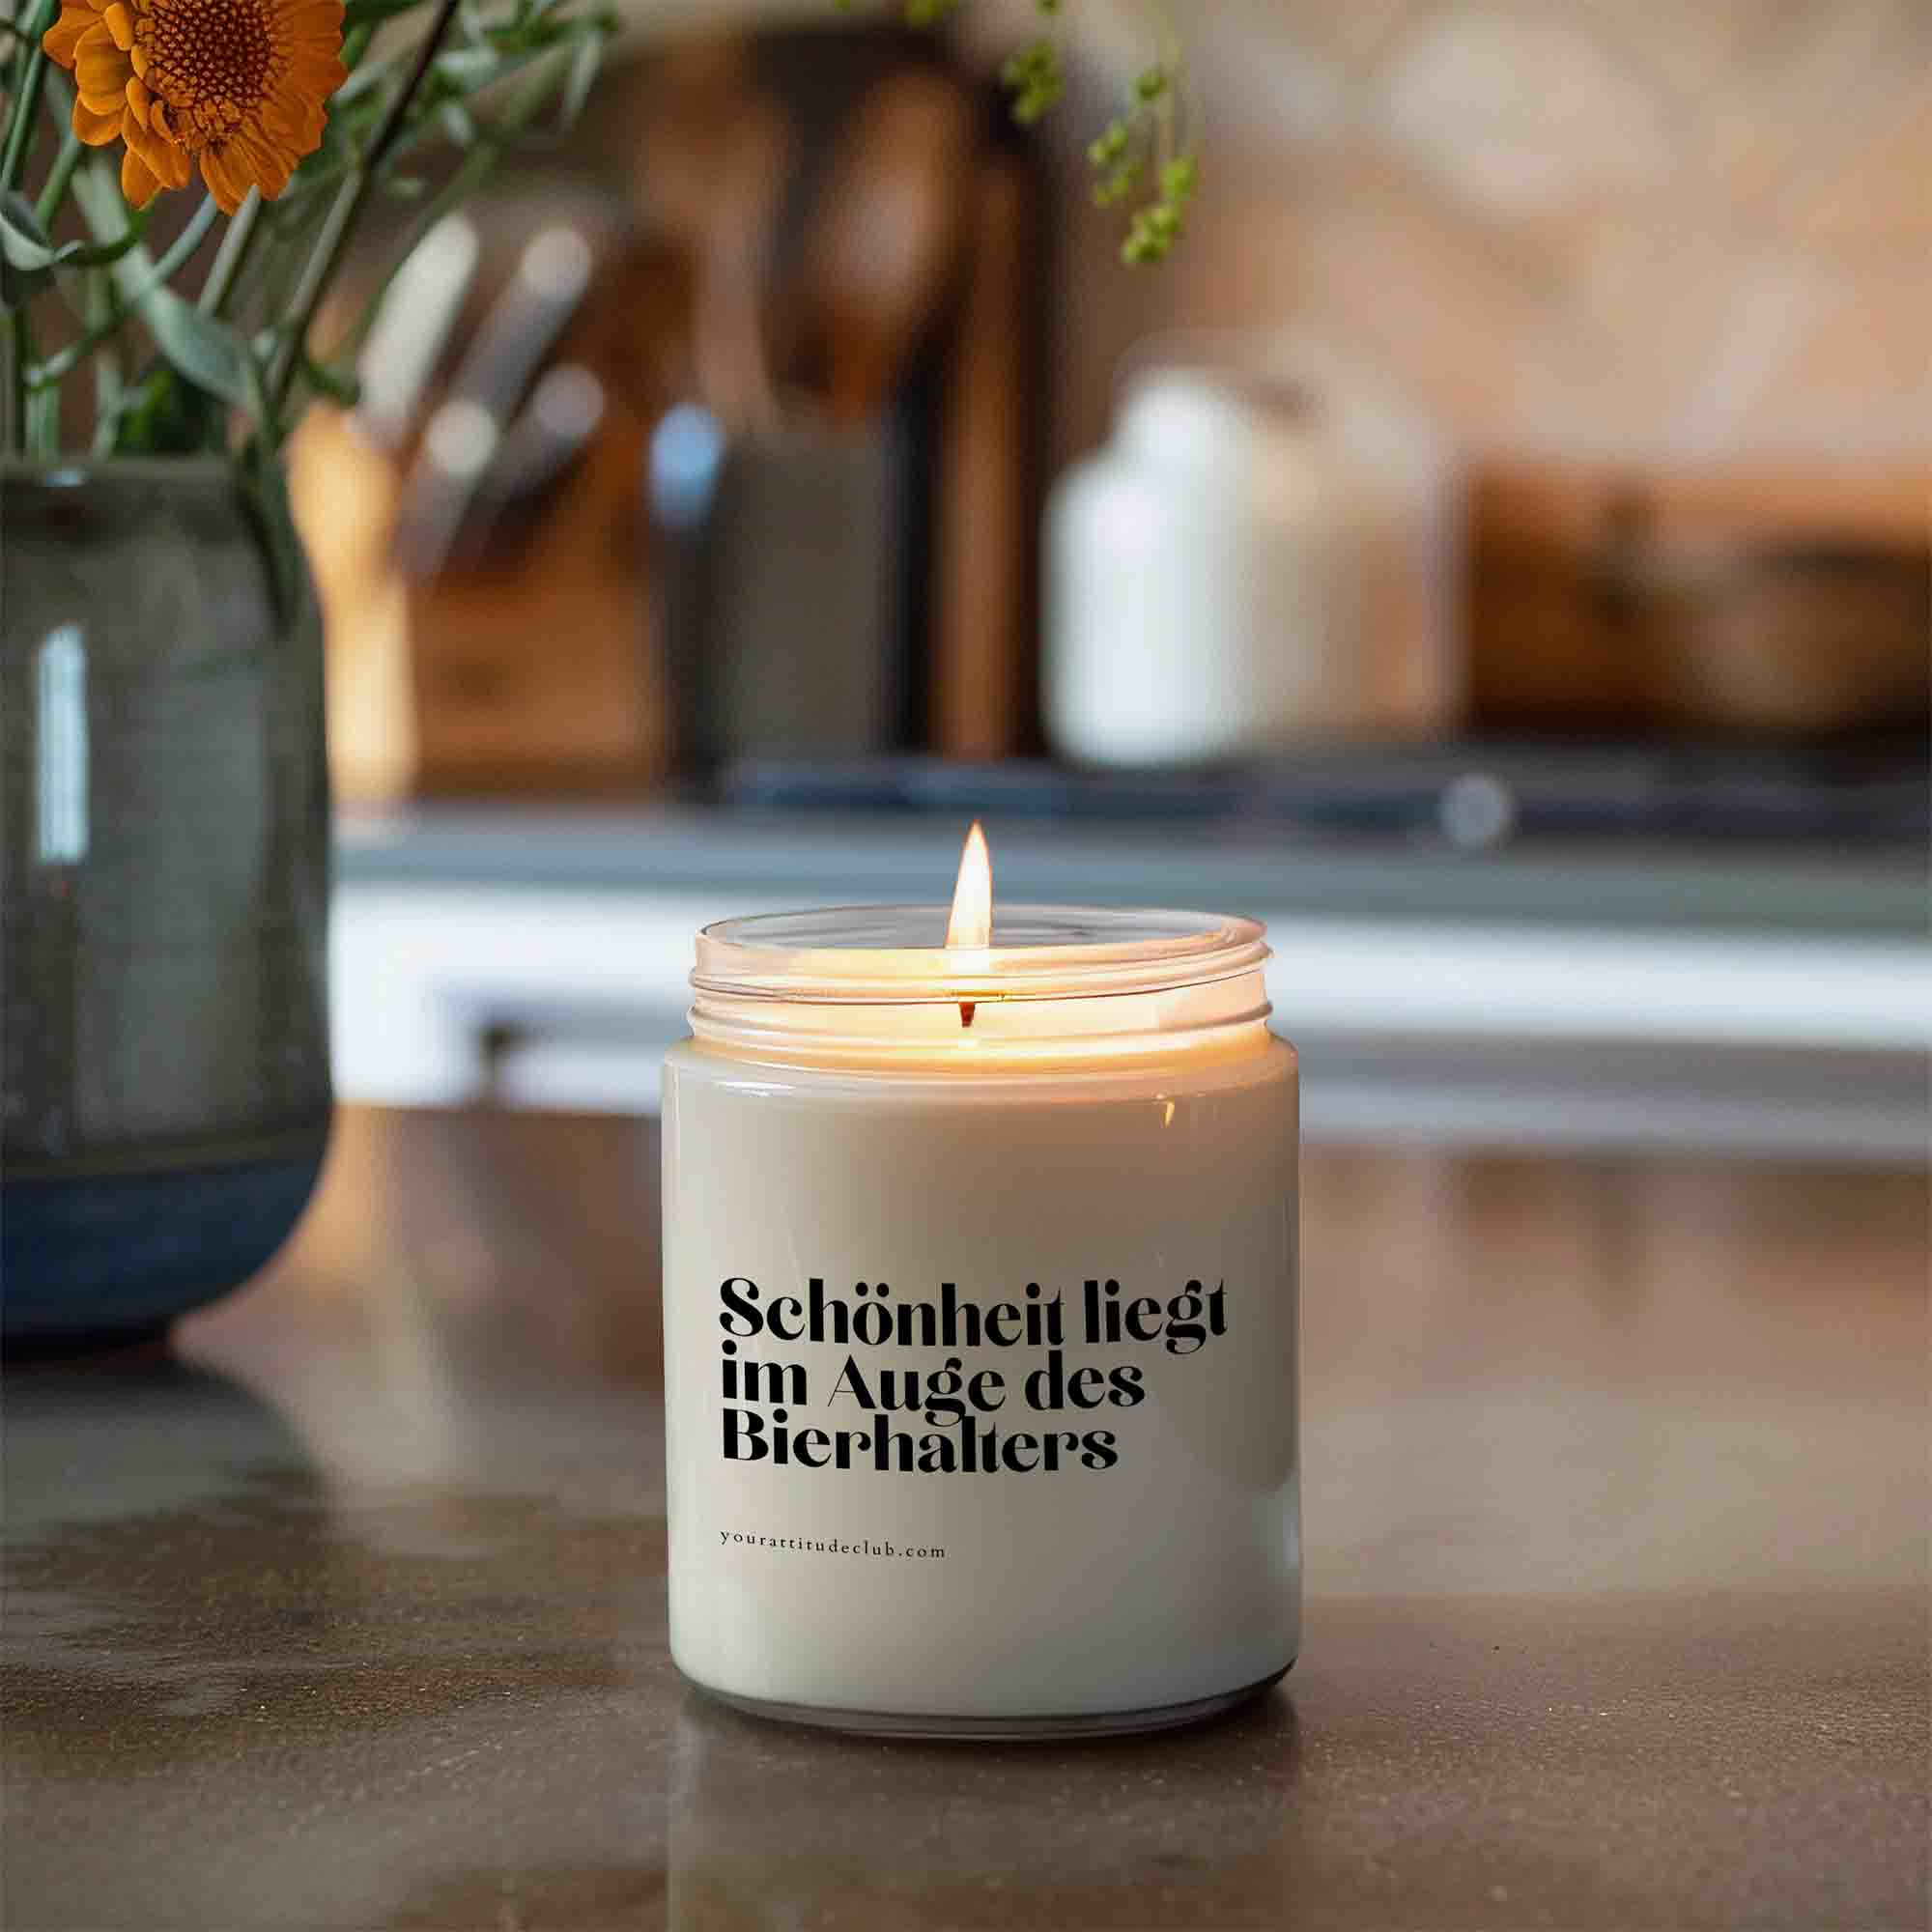 Schönheit liegt
im Auge des
Bierhalters
yourattitudeclub.com